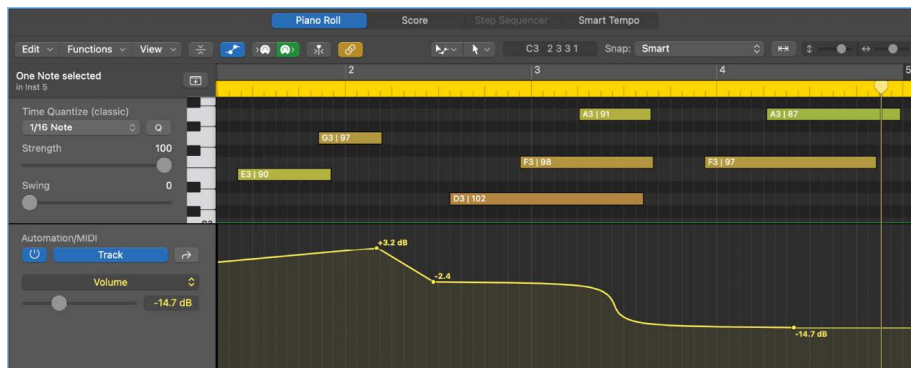 Piano Roll Score Step Sequencer Smart Tempo
Edit Functions View C3 2 3 3 1 Snap: Smart
One Note selected
in Inst 5
2 3 4 5
Time Quantize (classic)
1/16 Note Q
Strength 100
Swing 0
A3 | 91 A3 | 87
G3 | 97
F3 | 98 F3 | 97
E3 | 90
D3 | 102
Automation/MIDI
Track
Volume
-14.7 dB
+3.2 dB
-2.4
-14.7 dB